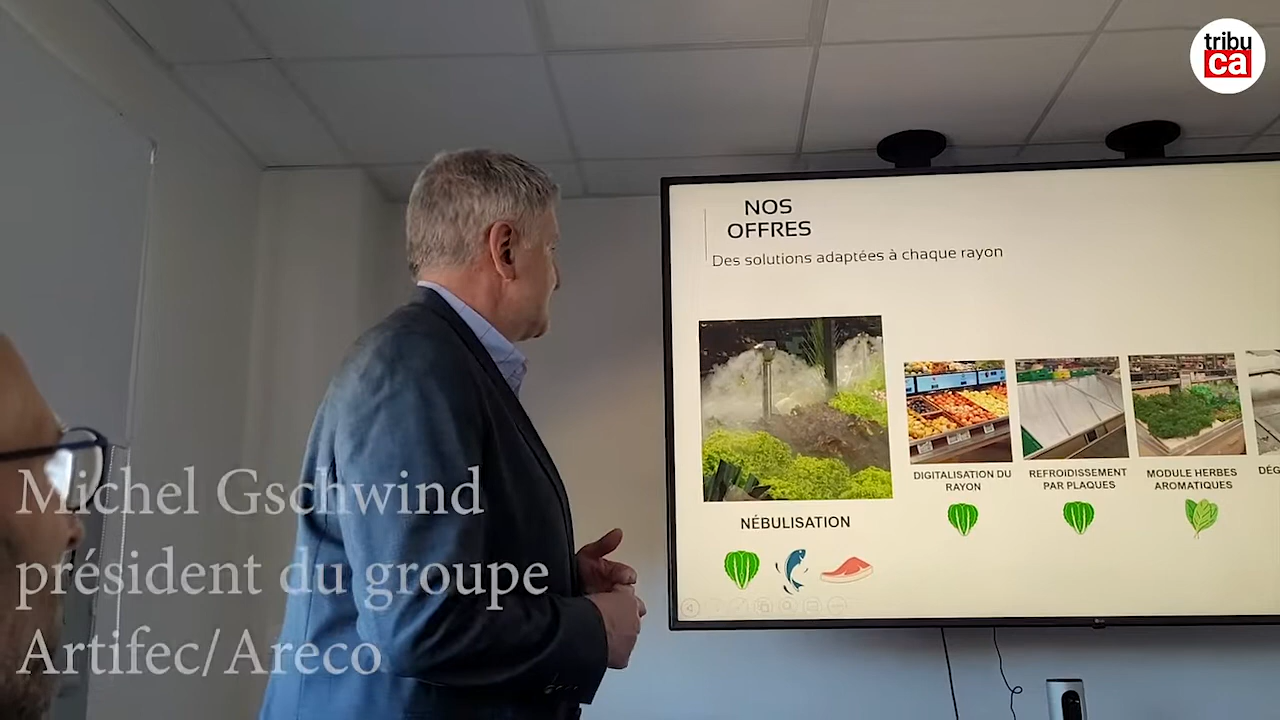 tribu
ca
NOS
OFFRES
Des solutions adaptées à chaque rayon
NÉBULISATION
DIGITALISATION DU
RAYON
REFROIDISSEMENT
PAR PLAQUES
MODULE HERBES
AROMATIQUES
Michel Gschwind
président du groupe
Artifec/Areco